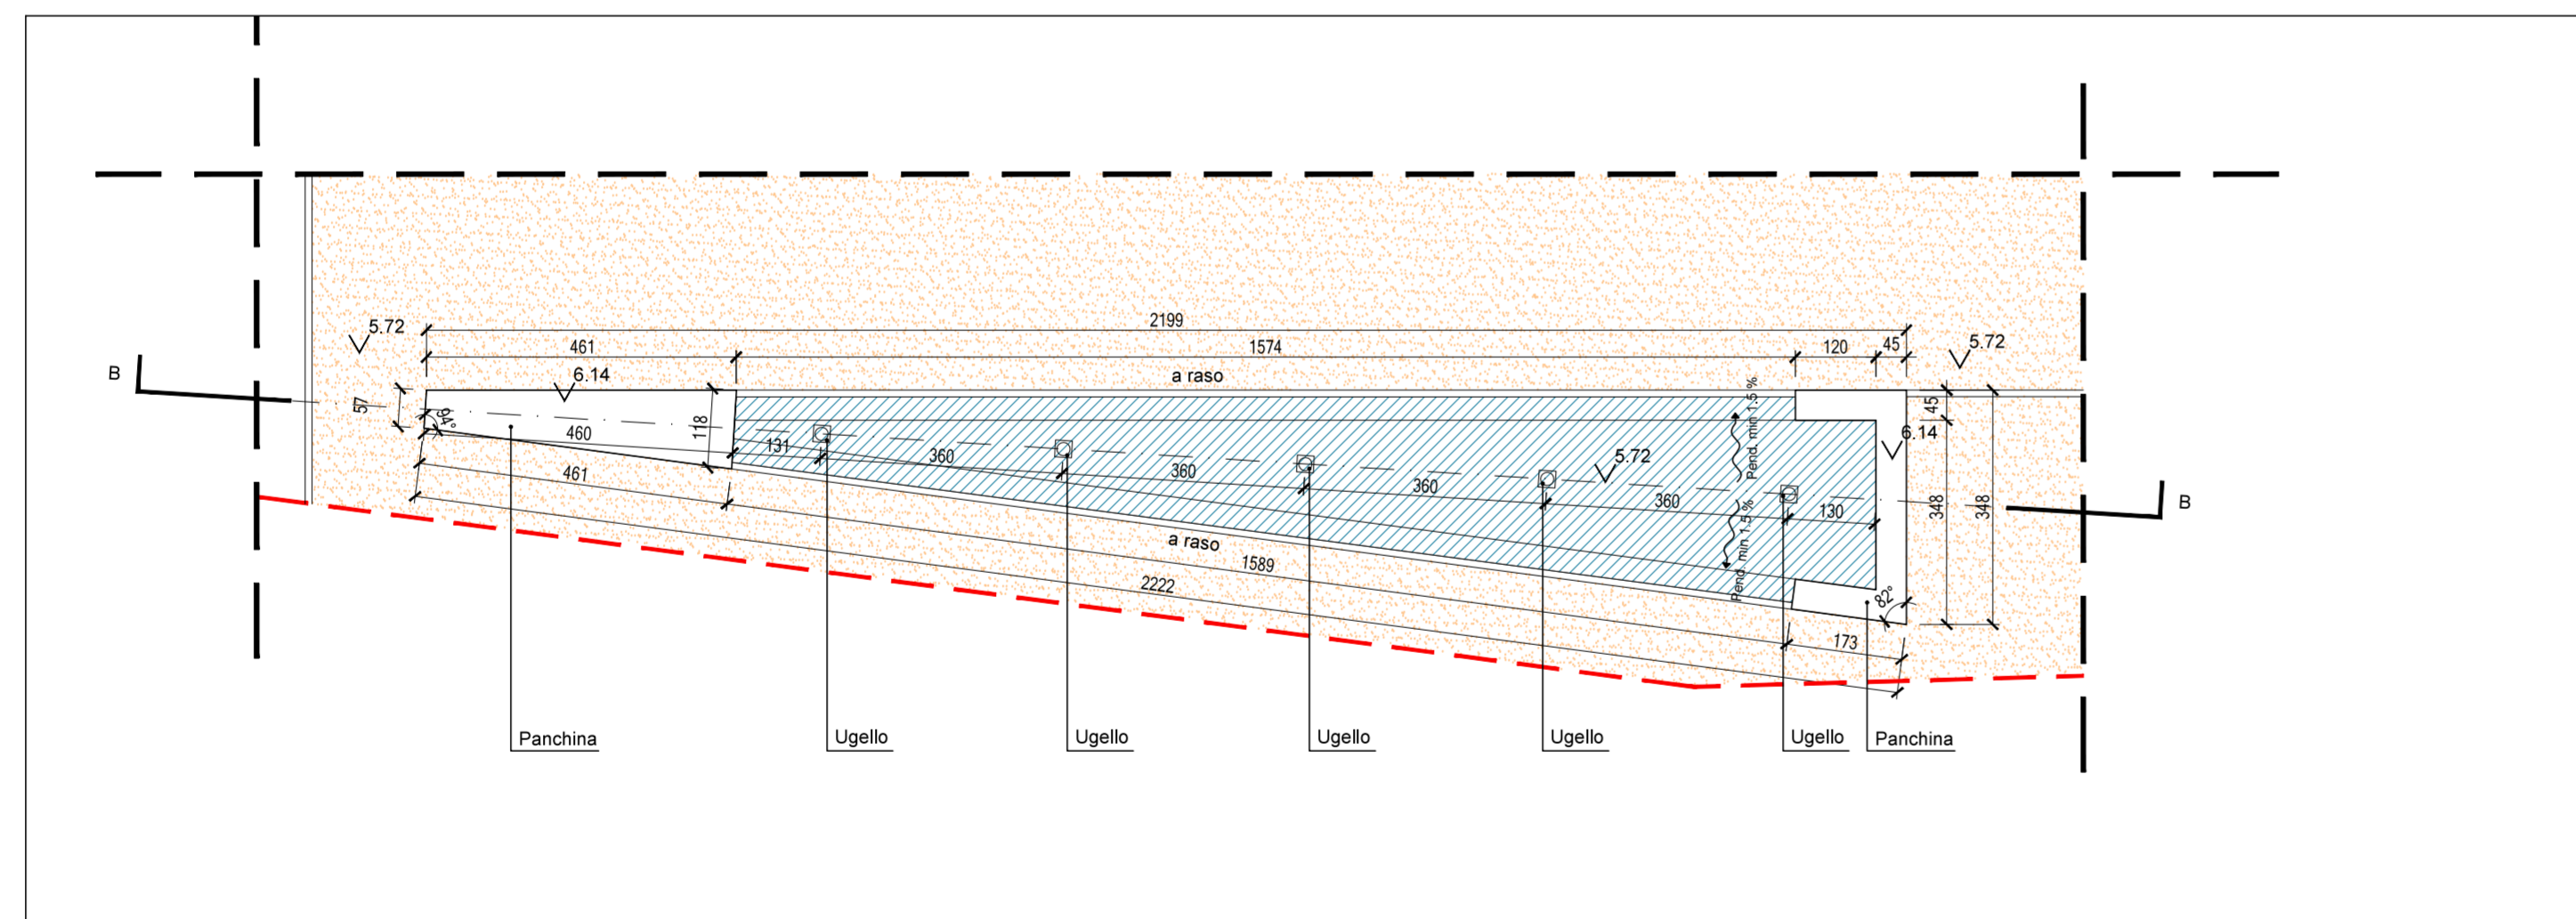 2199
5.72
5.72
461
1574
120
45
B
6.14
a raso
57
94°
118
45
460
131
360
360
360
360
130
5.72
6.14
Pend. min 1.5 %
Pend. min 1.5 %
348
348
B
461
a raso
1589
2222
82°
173
Panchina
Ugello
Ugello
Ugello
Ugello
Ugello
Panchina